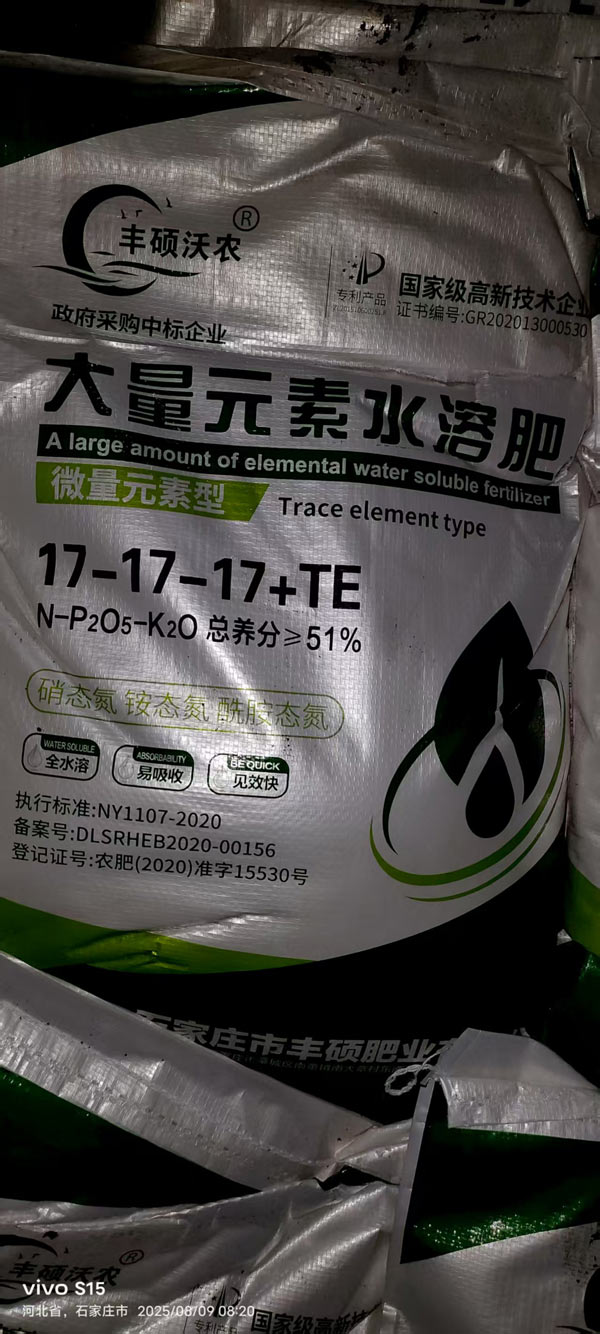 丰硕沃农®
政府采购中标企业
专利产品
国家级高新技术企业
证书编号:GR202013000530
大量元素水溶肥
A large amount of elemental water soluble fertilizer
微量元素型
Trace element type
17-17-17+TE
N-P₂O₅-K₂O 总养分≥51%
硝态氮 铵态氮 酰胺态氮
WATER SOLUBLE
全水溶
ABSORBABILITY
易吸收
BE QUICK
见效快
执行标准:NY1107-2020
备案号:DLSRHEB2020-00156
登记证号:农肥(2020)准字15530号
石家庄市丰硕肥业
丰硕沃农®
专利产品
国家级高新技术企
vivo S15
河北省，石家庄市 2025/08/09 08:20